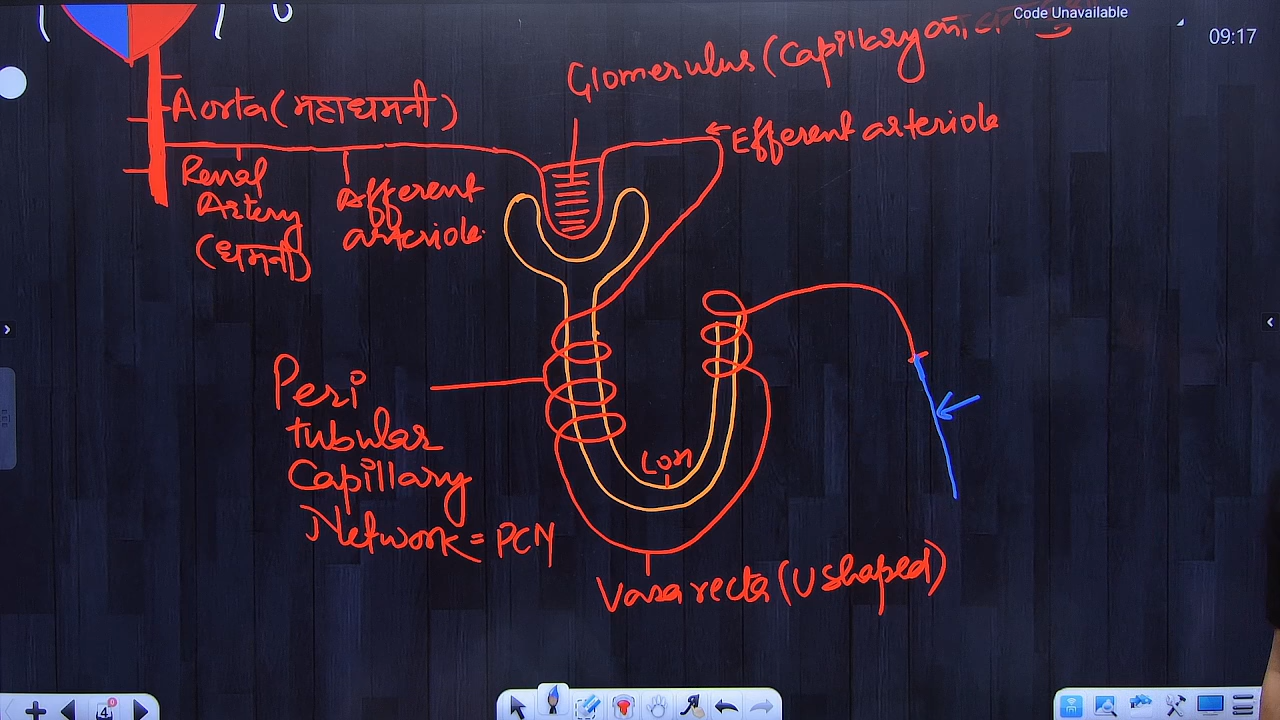 Code Unavailable
09:17
Glomerulus (Capillary
Aorta (महाधमनी)
Efferent arteriole
Renal
Artery
(धमनी)
Afferent
arteriole
Peri
tubular
Capillary
Network = PCN
LOH
Vasa recta (U shaped)
4